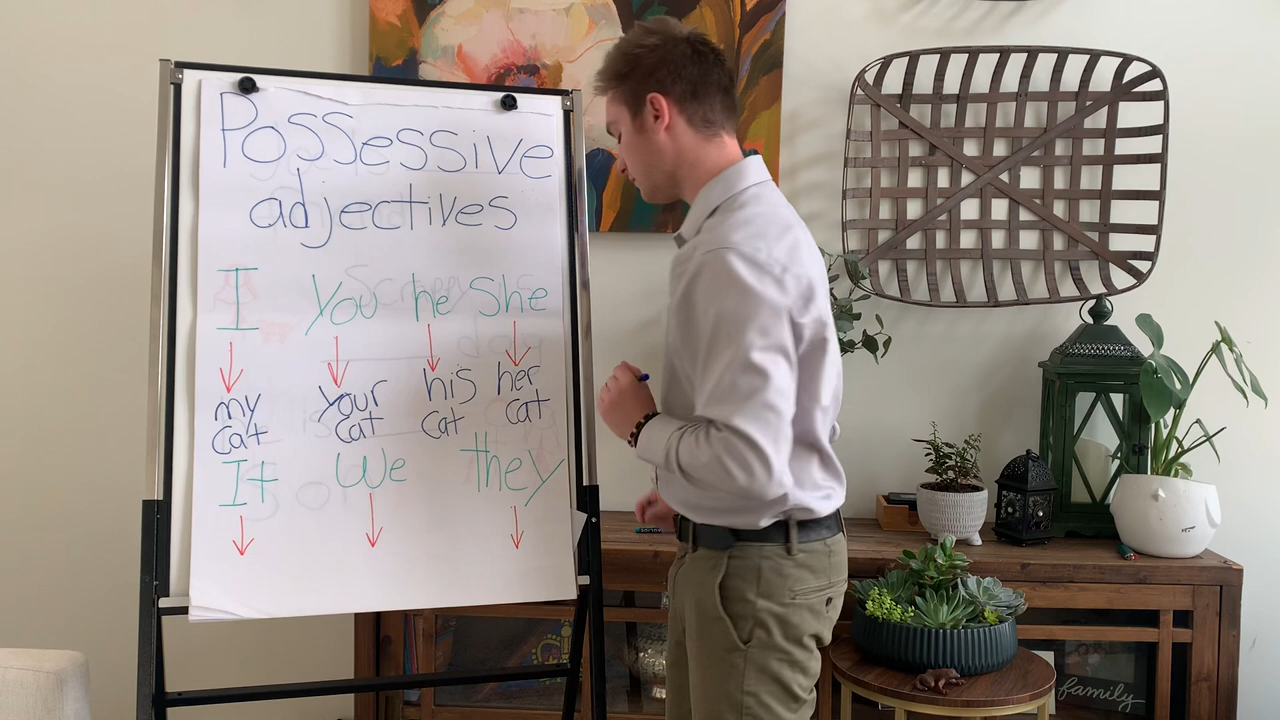 Possessive
adjectives
I You he She
my your his her
cat cat cat cat
It We they
family